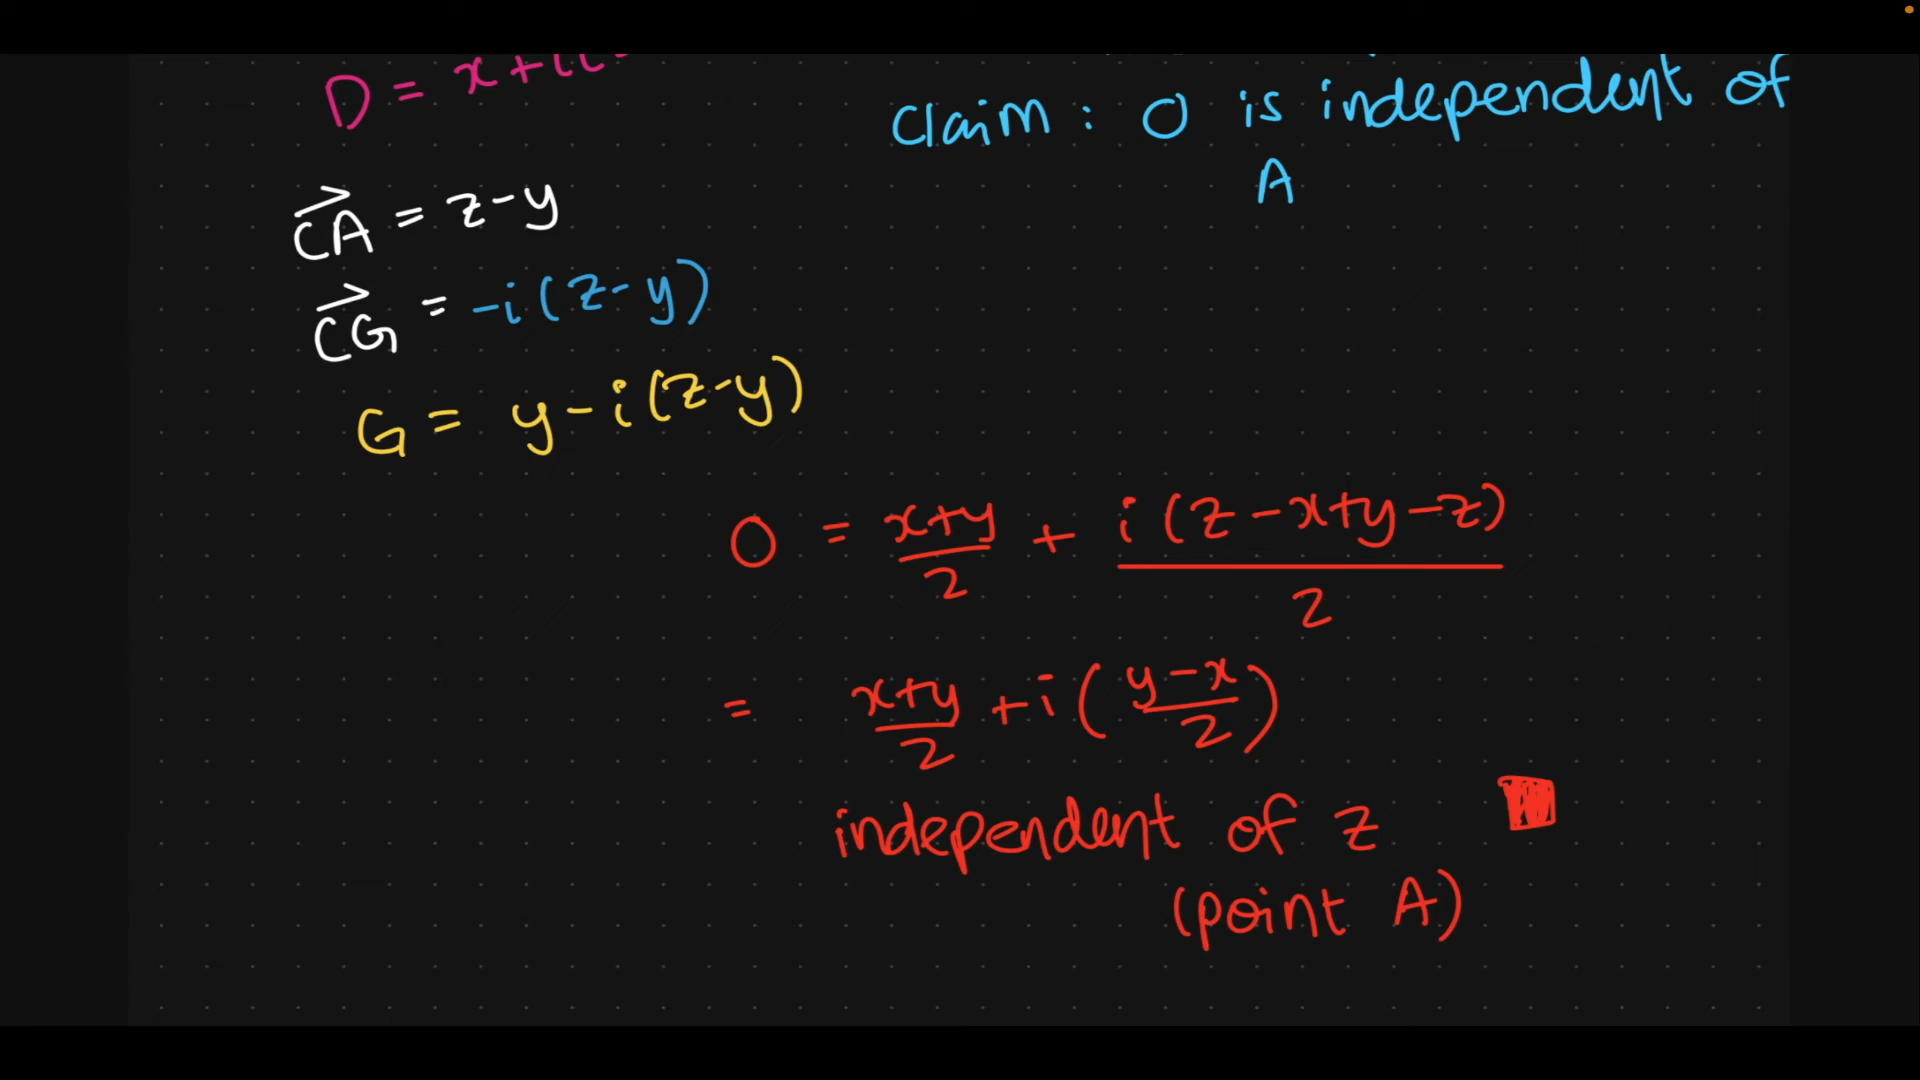 D = x+i(
Claim : O is independent of
A
→CA = z-y
→CG = -i(z-y)
G = y-i(z-y)
O = x+y/2 + i(z-x+y-z)/2
= x+y/2 +i(y-x/2)
independent of z
(point A)